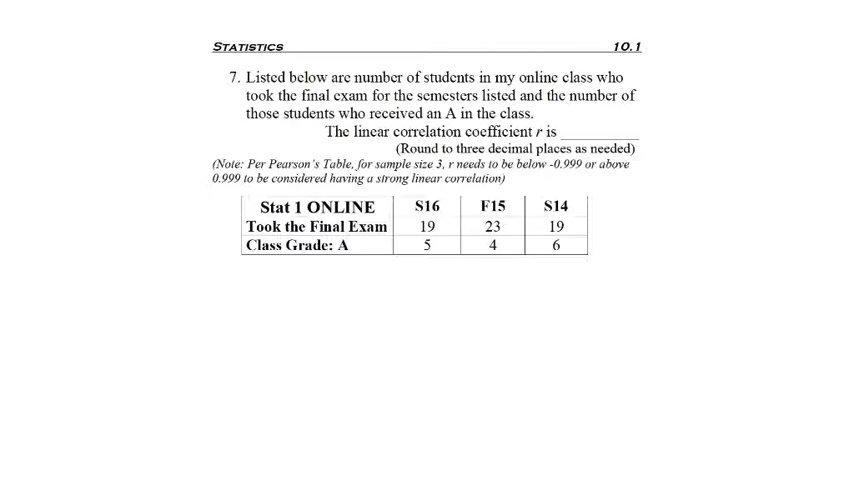 STATISTICS 10.1
7. Listed below are number of students in my online class who
took the final exam for the semesters listed and the number of
those students who received an A in the class.
The linear correlation coefficient r is ________
(Round to three decimal places as needed)
(Note: Per Pearson's Table, for sample size 3, r needs to be below -0.999 or above
0.999 to be considered having a strong linear correlation)
Stat 1 ONLINE S16 F15 S14
Took the Final Exam 19 23 19
Class Grade: A 5 4 6